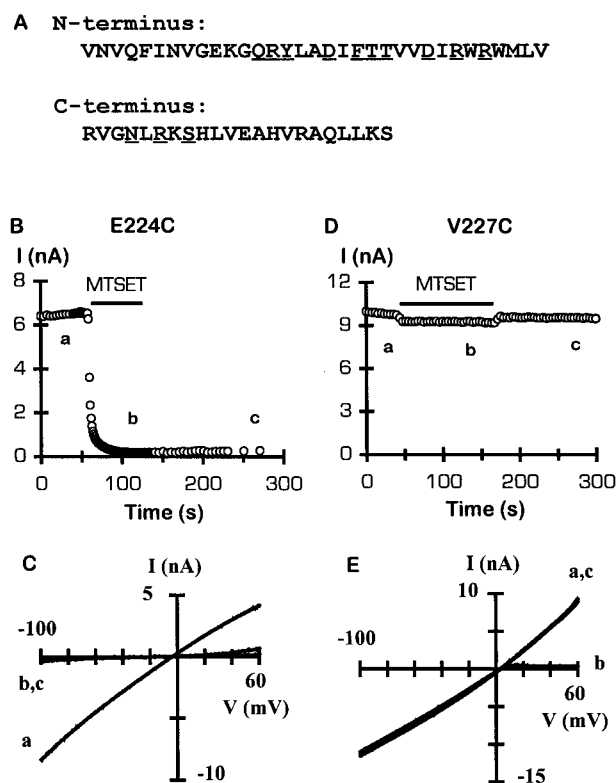 A N-terminus:
VNVQFINVGEKGQRYLADIFTTVVDIRWRWMLV
C-terminus:
RVGNLRKSHLVEAHVRAQLLKS
B E224C
I (nA)
8
6
4
2
0
MTSET
a
b
c
0 100 200 300
Time (s)
D V227C
I (nA)
12
9
6
3
0
MTSET
a
b
c
0 100 200 300
Time (s)
C
I (nA)
5
-100
b,c
a
60
V (mV)
-10
E
I (nA)
10
a,c
-100
b
60
V (mV)
-15